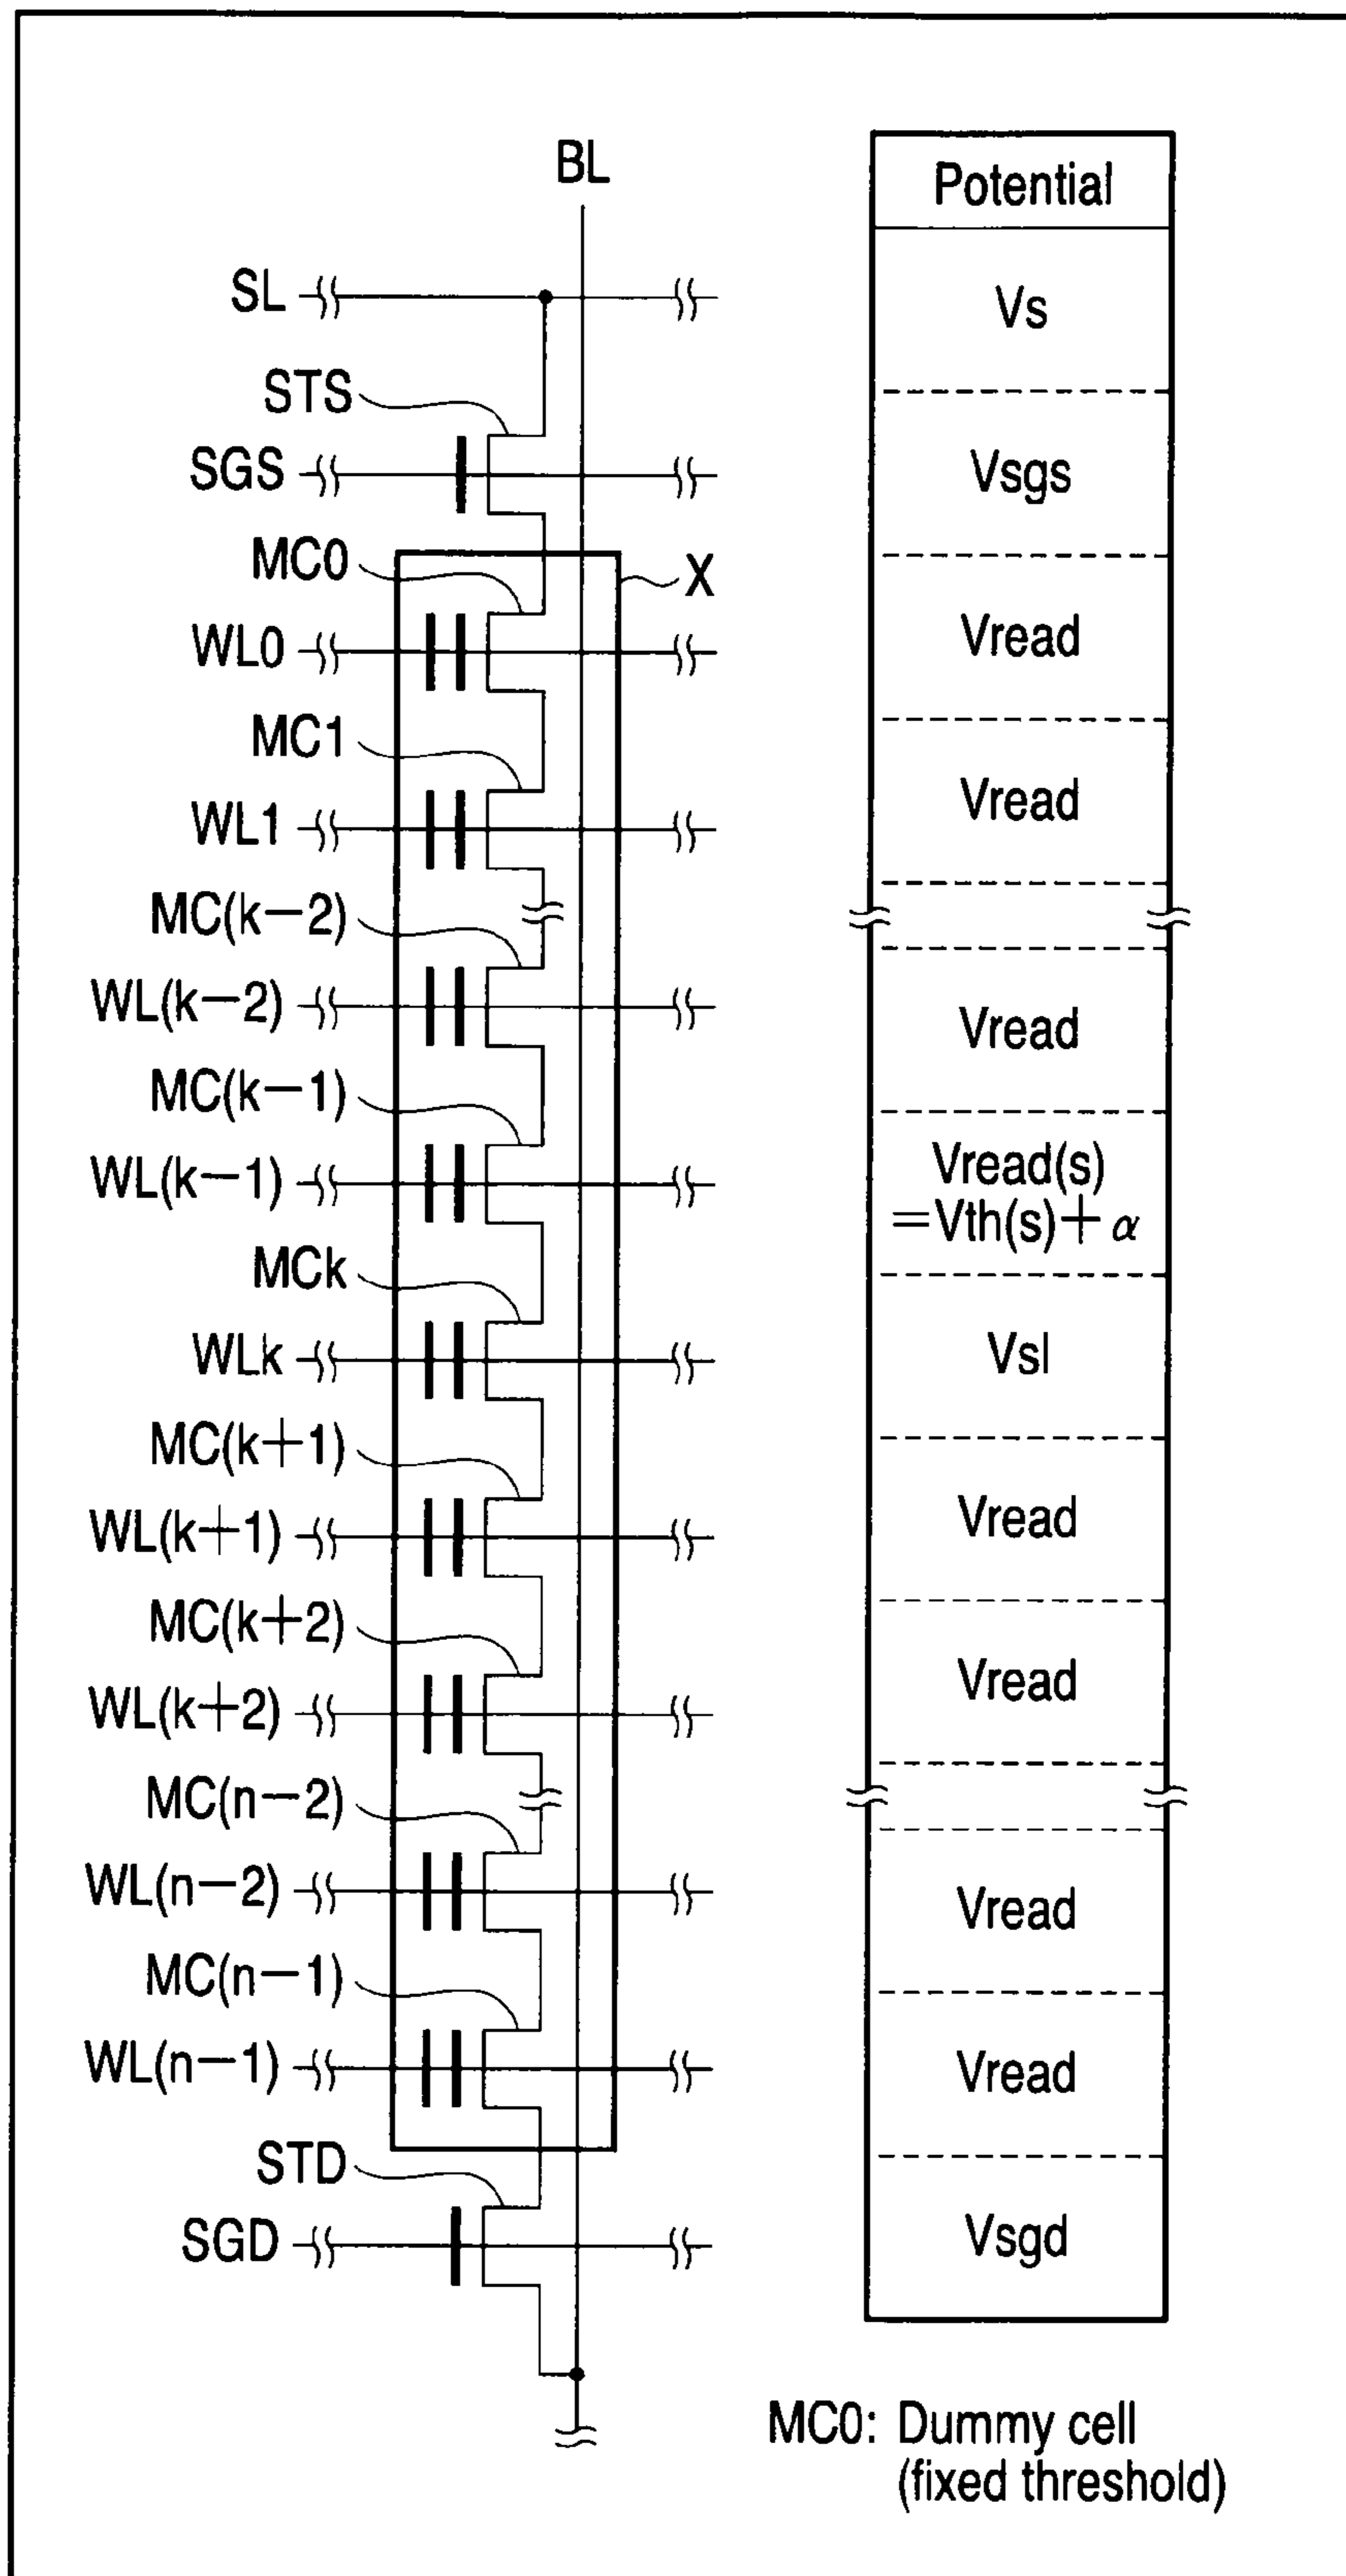 BL
Potential
SL
Vs
STS
SGS
Vsgs
MC0
X
WL0
Vread
MC1
WL1
Vread
MC(k−2)
WL(k−2)
Vread
MC(k−1)
WL(k−1)
Vread(s)
=Vth(s)+α
MCk
WLk
Vsl
MC(k+1)
WL(k+1)
Vread
MC(k+2)
WL(k+2)
Vread
MC(n−2)
WL(n−2)
Vread
MC(n−1)
WL(n−1)
Vread
STD
SGD
Vsgd
MC0: Dummy cell
(fixed threshold)